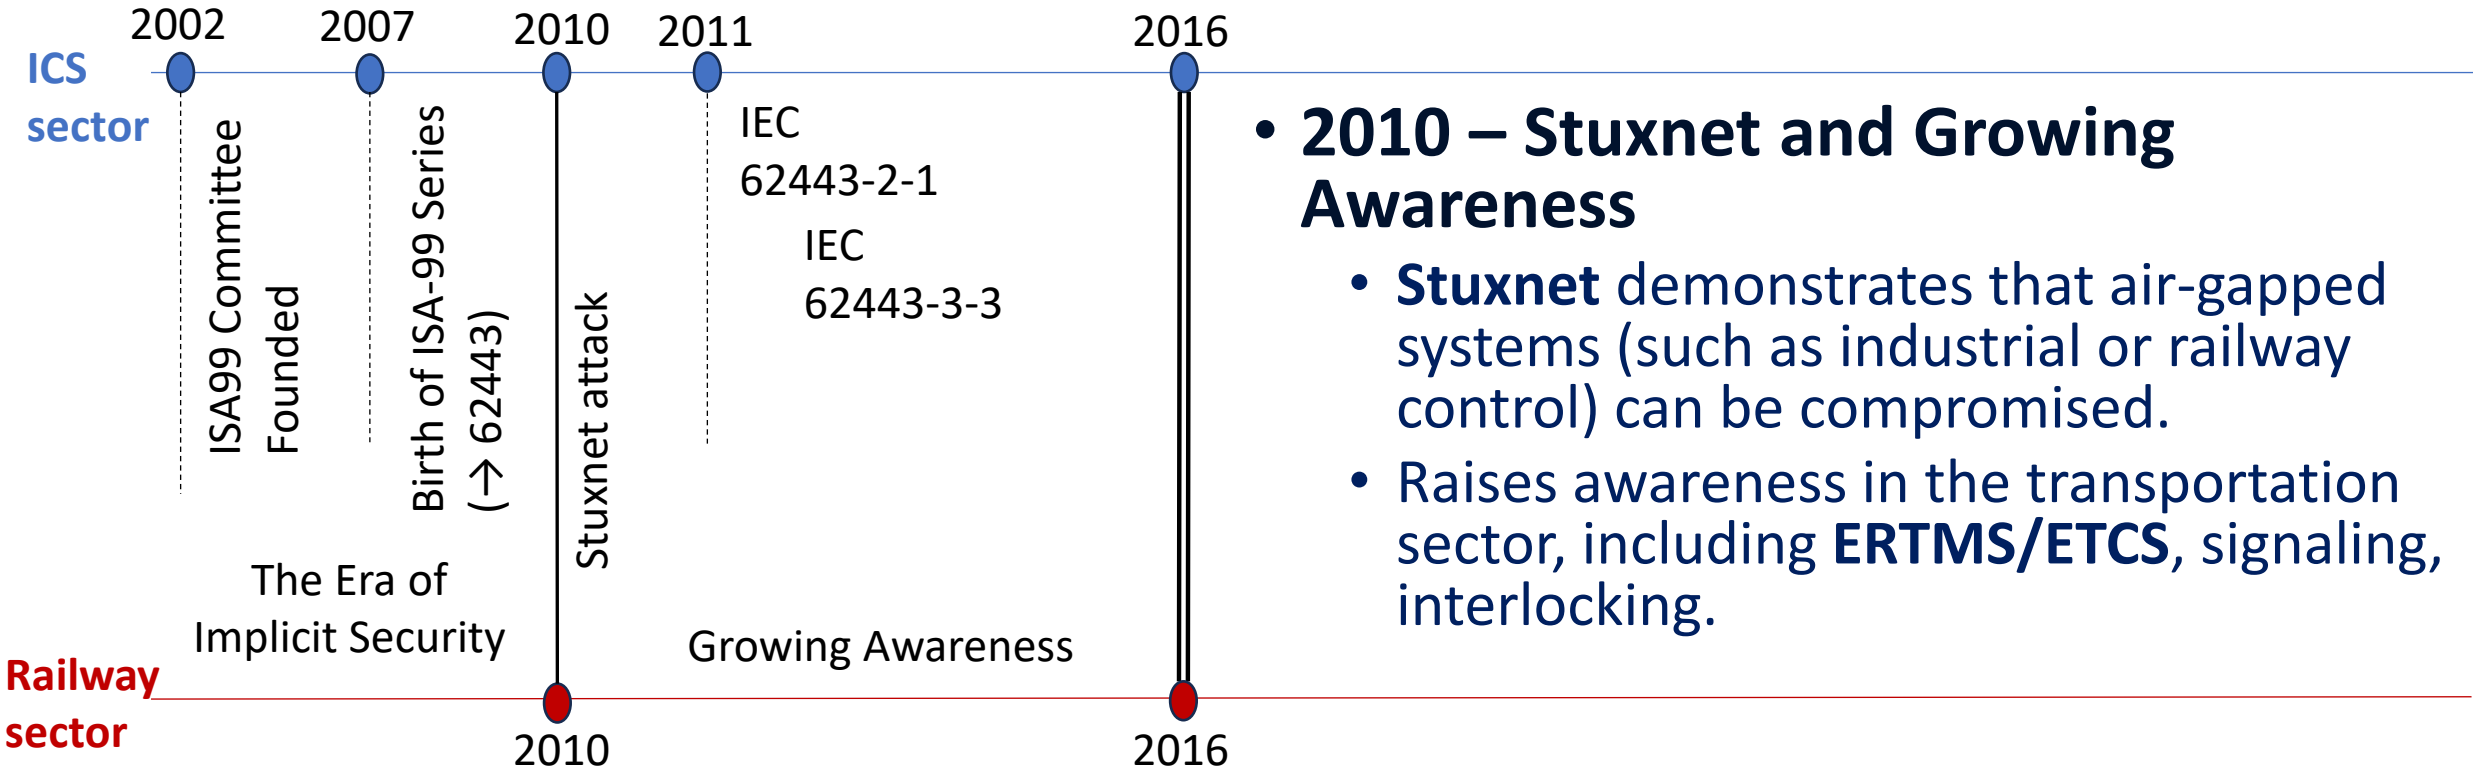 2002
2007
2010
2011
2016
ICS
sector
ISA99 Committee
Founded
Birth of ISA-99 Series
(→ 62443)
Stuxnet attack
IEC
62443-2-1
IEC
62443-3-3
The Era of
Implicit Security
Growing Awareness
Railway
sector
2010
2016
• 2010 – Stuxnet and Growing
Awareness
• Stuxnet demonstrates that air-gapped
systems (such as industrial or railway
control) can be compromised.
• Raises awareness in the transportation
sector, including ERTMS/ETCS, signaling,
interlocking.